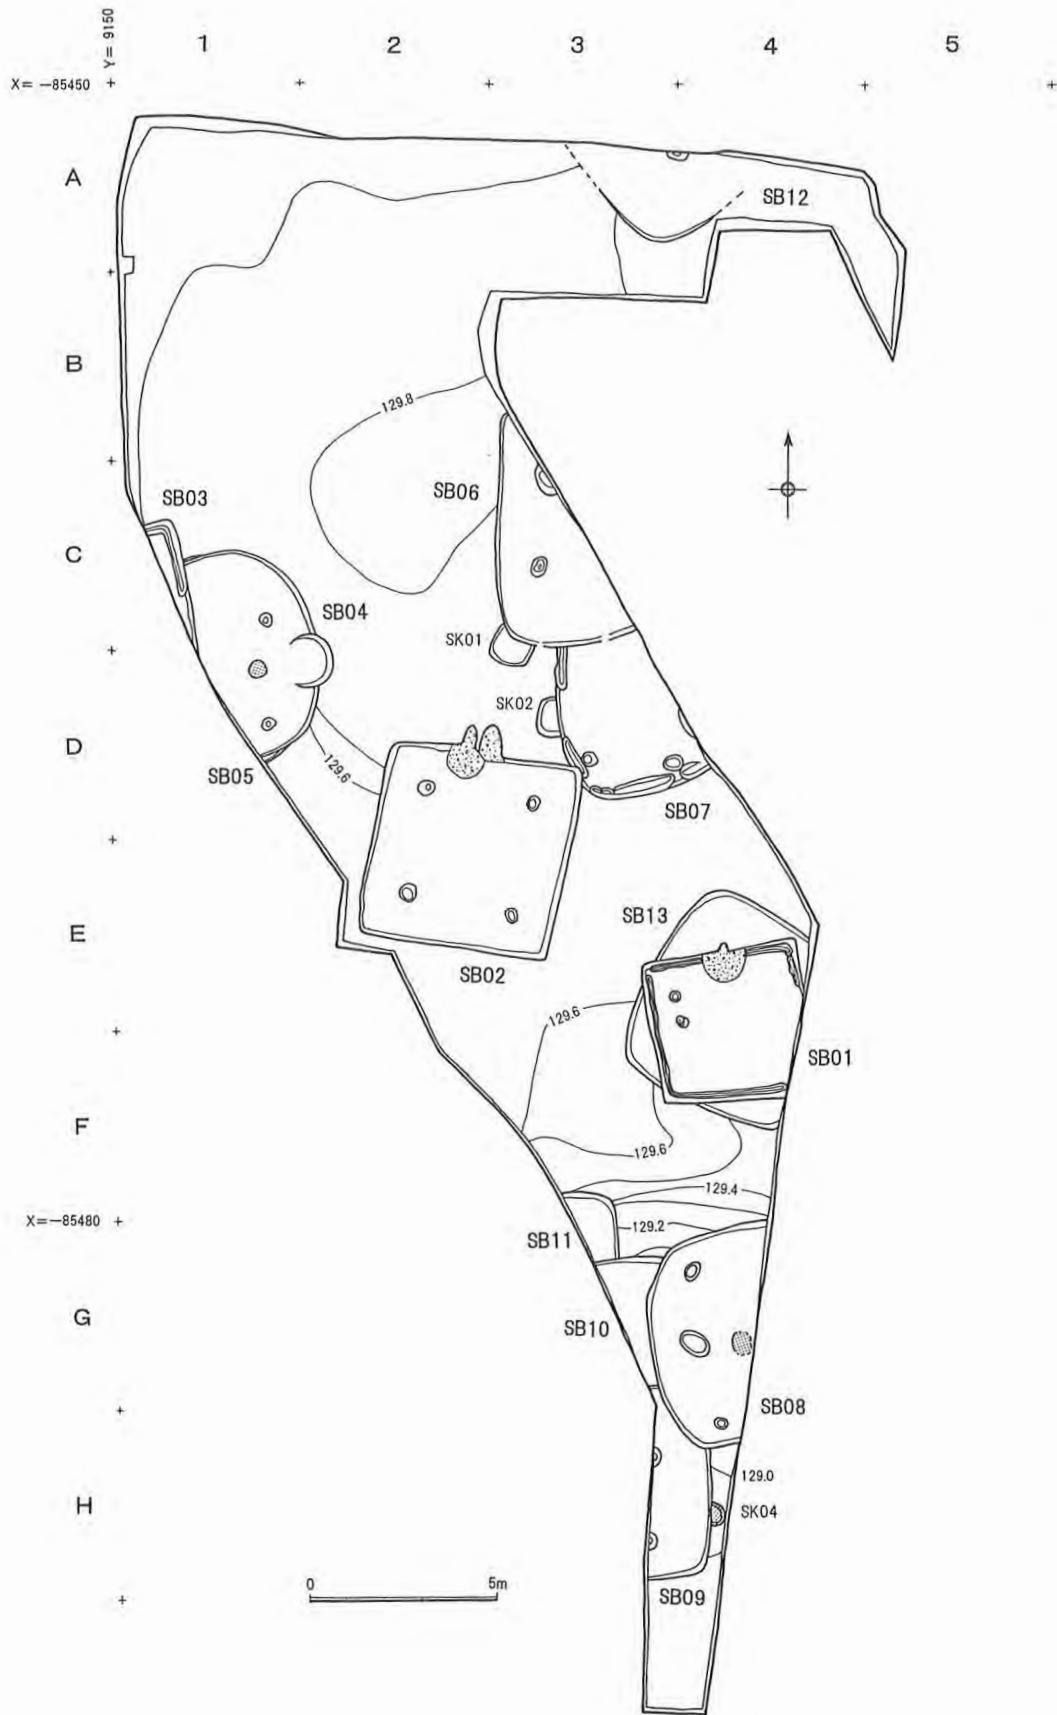 Y= 9150
1 2 3 4 5
X= −85450
A
SB12
B
129.8
SB06
SB03
C
SB04
SK01
SK02
D
129.6
SB05
SB07
SB13
E
SB02
129.6
SB01
F
129.6
129.4
X=−85480
129.2
SB11
G
SB10
SB08
129.0
H
SK04
0 5m
SB09